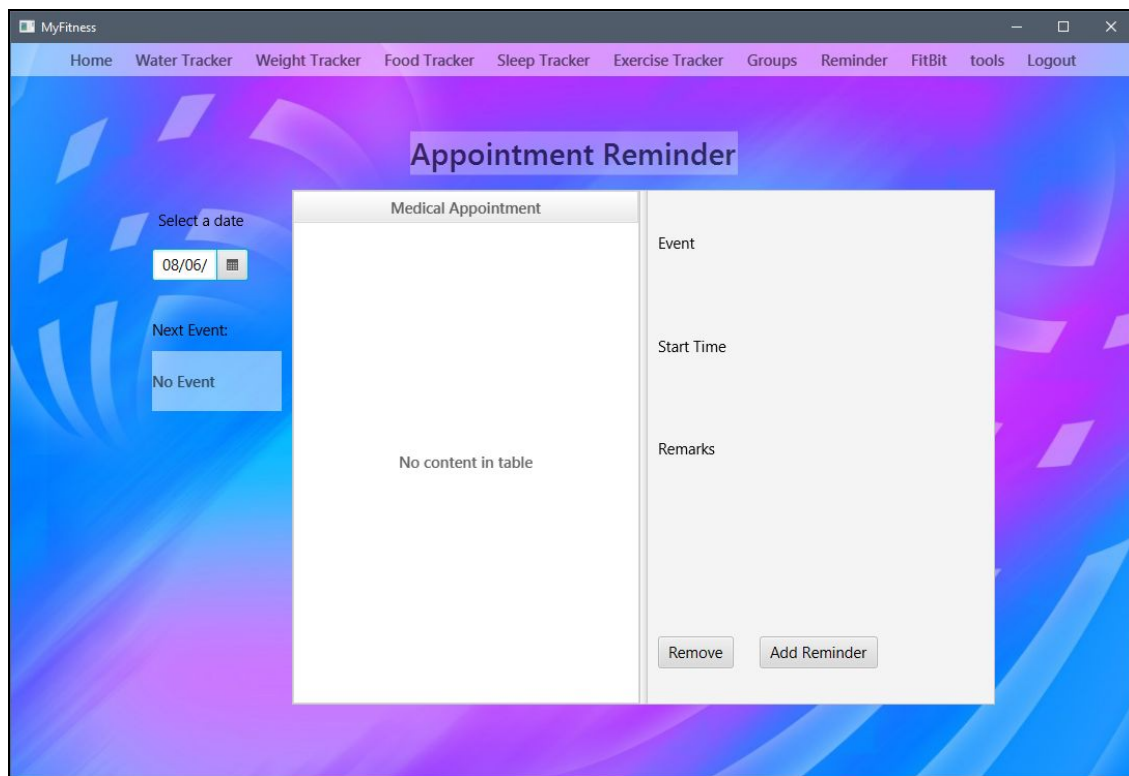 MyFitness
Home Water Tracker Weight Tracker Food Tracker Sleep Tracker Exercise Tracker Groups Reminder FitBit tools Logout
Appointment Reminder
Select a date
08/06/
Next Event:
No Event
Medical Appointment
No content in table
Event
Start Time
Remarks
Remove Add Reminder